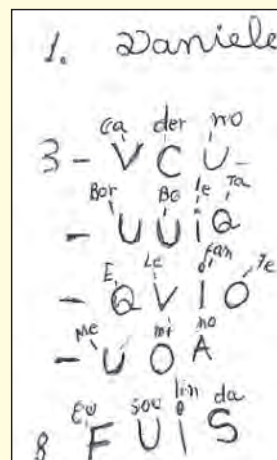 1. Daniele
ca der no
3 - V C U -
Bor Bo le Ta
- U U I Q
E Le fan Te
- Q V I O
Me ni no
- U O A
Eu sou lin da
8. F U I S